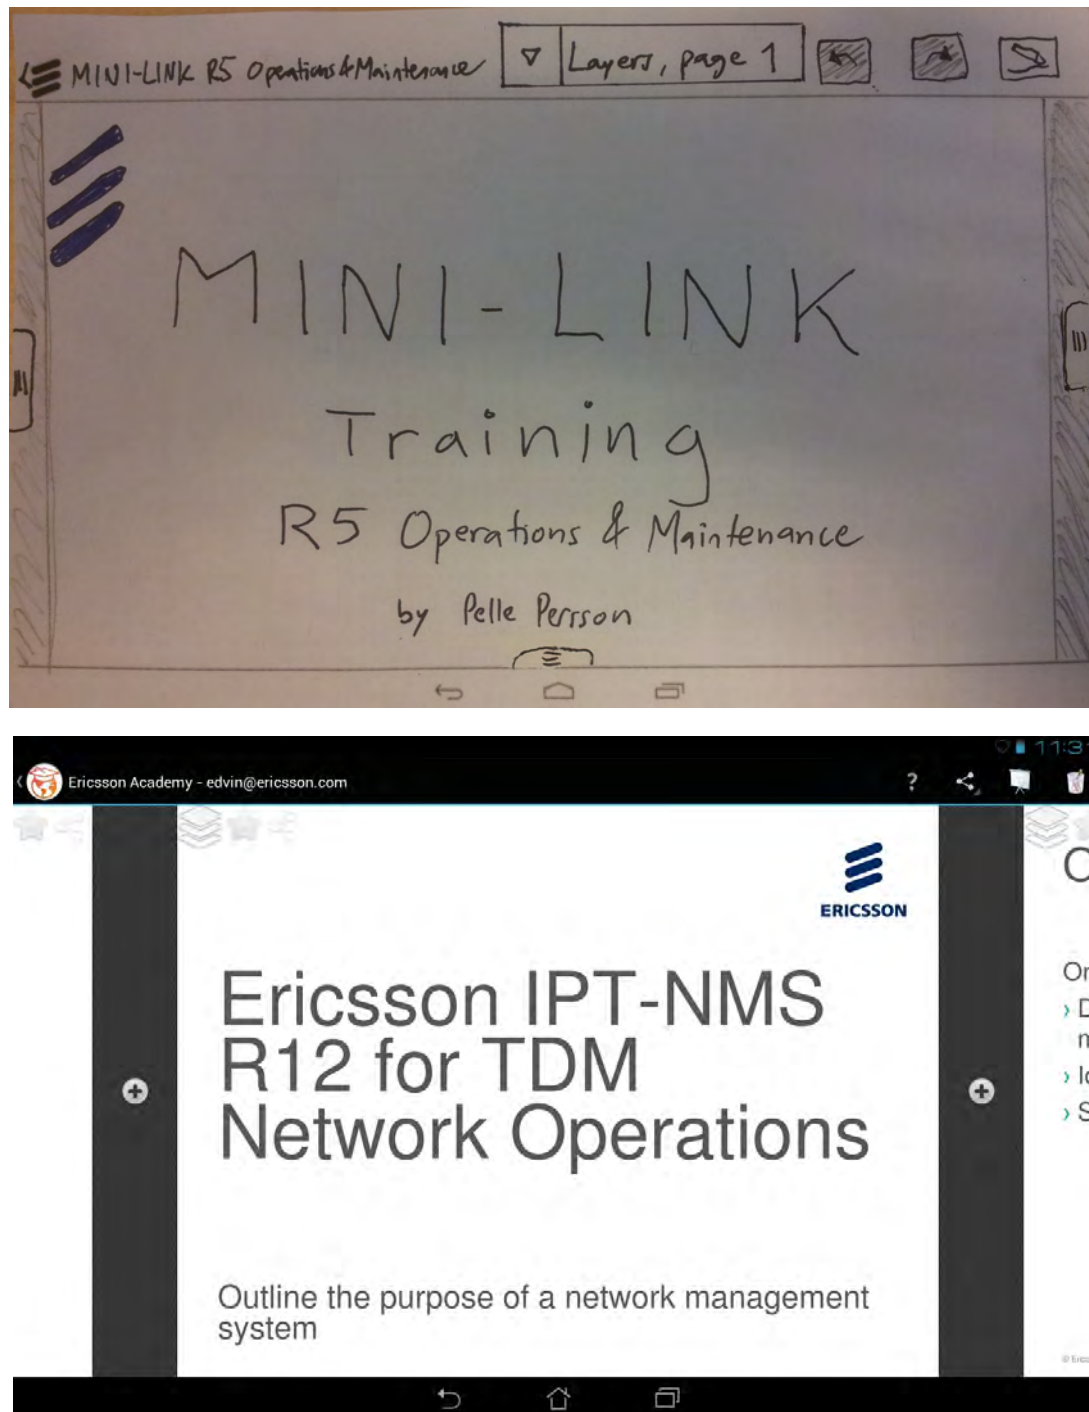 MINI-LINK R5 Operations & Maintenance
Layers, page 1
MINI-LINK
Training
R5 Operations & Maintenance
by Pelle Persson
11:3
Ericsson Academy - edvin@ericsson.com
?
ERICSSON
Ericsson IPT-NMS
R12 for TDM
Network Operations
Outline the purpose of a network management
system